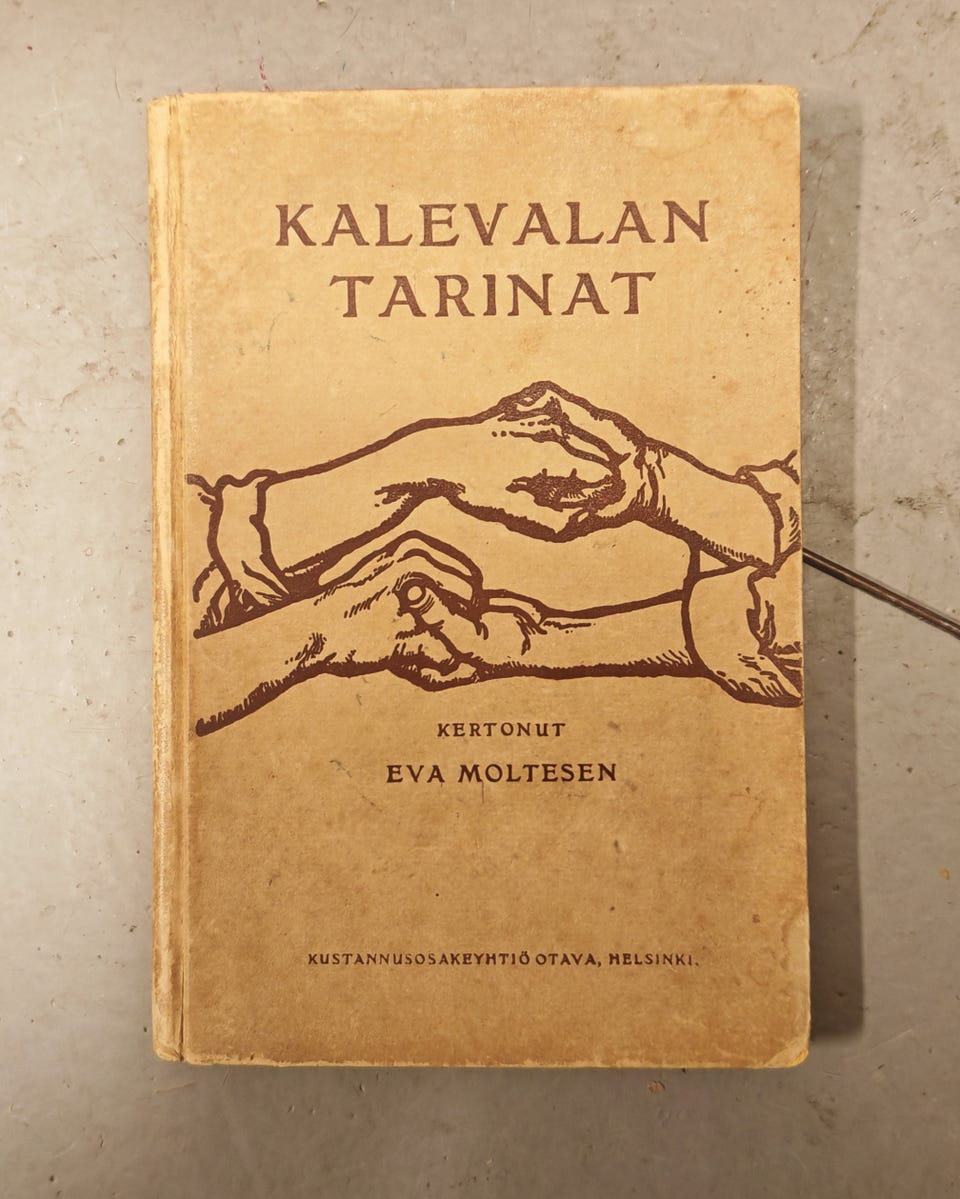 KALEVALAN
TARINAT
KERTONUT
EVA MOLTESEN
KUSTANNUSOSAKEYHTIÖ OTAVA, HELSINKI.